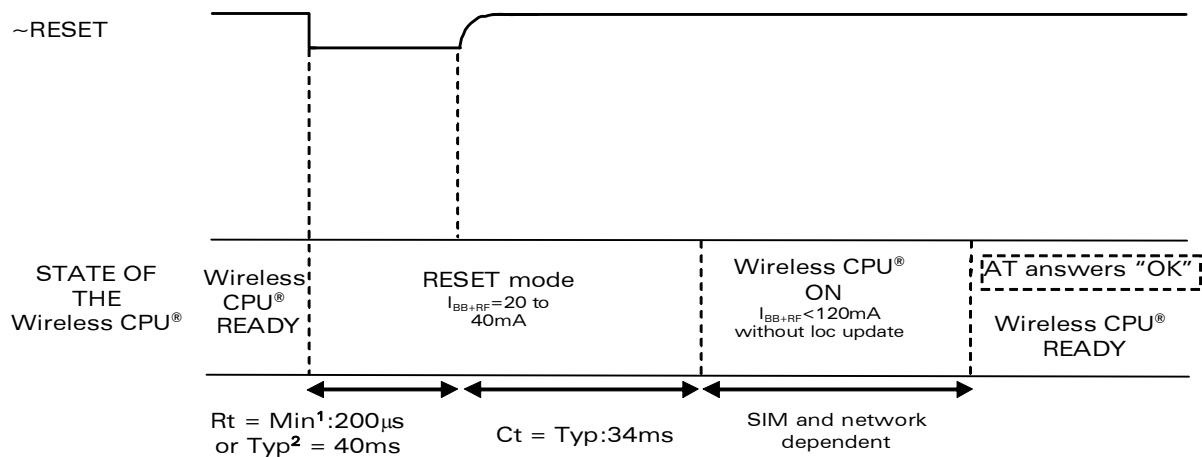 ~RESET
STATE OF
THE
Wireless CPU®
Wireless
CPU®
READY
RESET mode
I_BB+RF=20 to
40mA
Wireless CPU®
ON
I_BB+RF<120mA
without loc update
AT answers “OK”
Wireless CPU®
READY
Rt = Min¹:200µs
or Typ² = 40ms
Ct = Typ:34ms
SIM and network
dependent